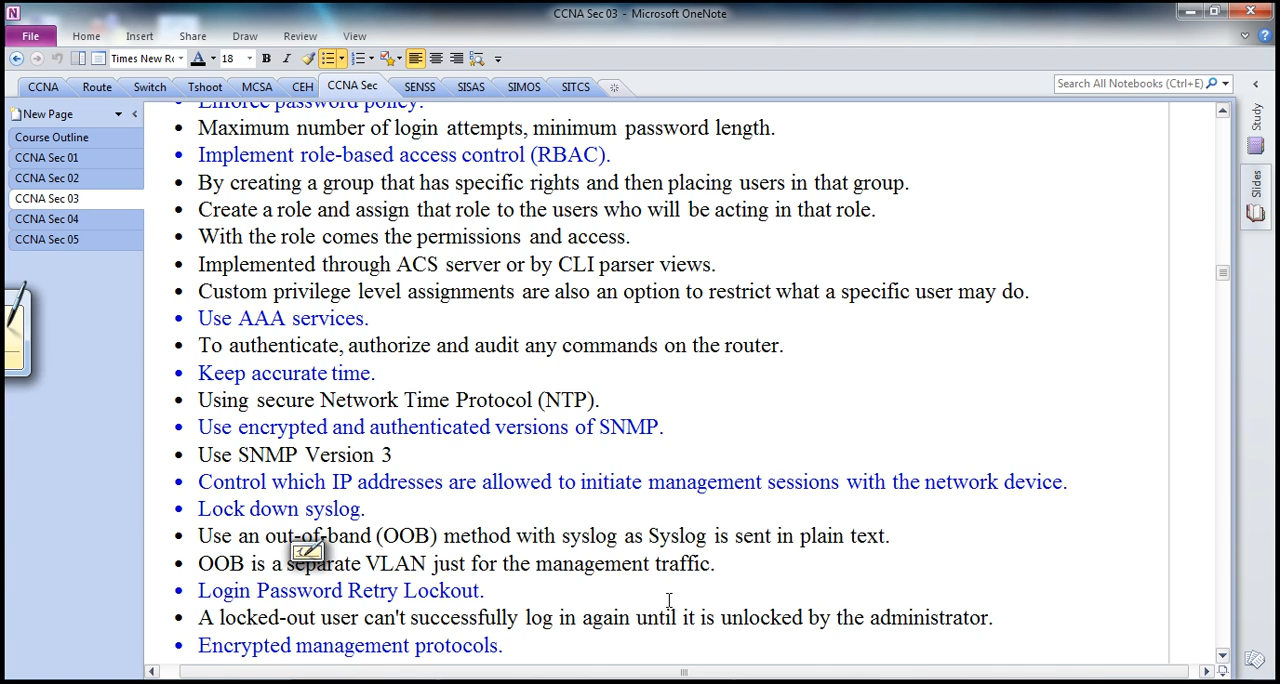 CCNA Sec 03 - Microsoft OneNote
File Home Insert Share Draw Review View
Times New Ro 18 B I
CCNA Route Switch Tshoot MCSA CEH CCNA Sec SENSS SISAS SIMOS SITCS
Search All Notebooks (Ctrl+E)
New Page
Course Outline
CCNA Sec 01
CCNA Sec 02
CCNA Sec 03
CCNA Sec 04
CCNA Sec 05
• Enforce password policy.
• Maximum number of login attempts, minimum password length.
• Implement role-based access control (RBAC).
• By creating a group that has specific rights and then placing users in that group.
• Create a role and assign that role to the users who will be acting in that role.
• With the role comes the permissions and access.
• Implemented through ACS server or by CLI parser views.
• Custom privilege level assignments are also an option to restrict what a specific user may do.
• Use AAA services.
• To authenticate, authorize and audit any commands on the router.
• Keep accurate time.
• Using secure Network Time Protocol (NTP).
• Use encrypted and authenticated versions of SNMP.
• Use SNMP Version 3
• Control which IP addresses are allowed to initiate management sessions with the network device.
• Lock down syslog.
• Use an out-of-band (OOB) method with syslog as Syslog is sent in plain text.
• OOB is a separate VLAN just for the management traffic.
• Login Password Retry Lockout.
• A locked-out user can't successfully log in again until it is unlocked by the administrator.
• Encrypted management protocols.
Study
Slides